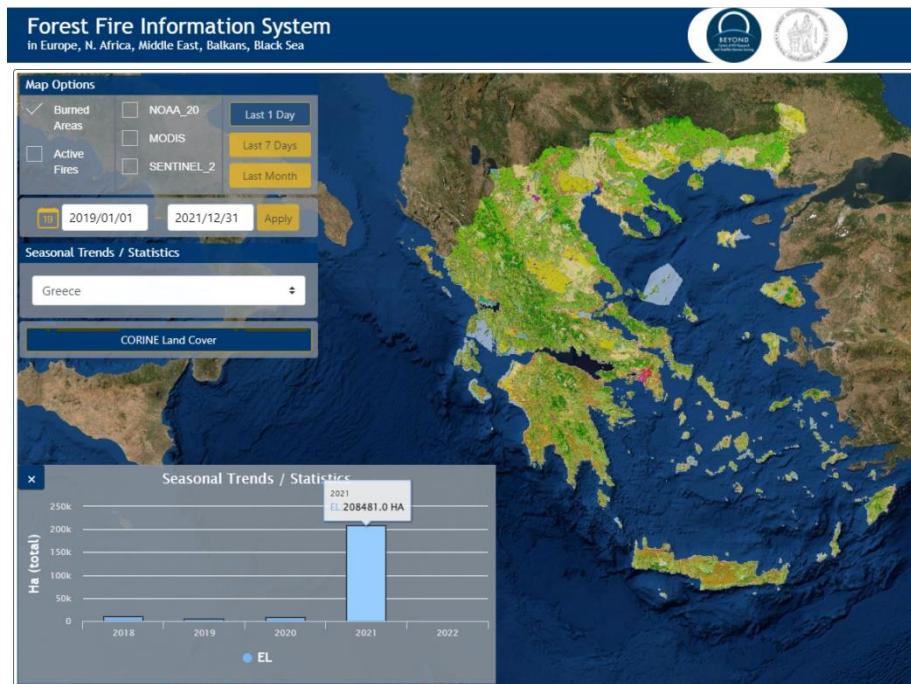 Forest Fire Information System
in Europe, N. Africa, Middle East, Balkans, Black Sea
BEYOND
Map Options
Burned
Areas
Active
Fires
NOAA_20
MODIS
SENTINEL_2
Last 1 Day
Last 7 Days
Last Month
19
2019/01/01
–
2021/12/31
Apply
Seasonal Trends / Statistics
Greece
CORINE Land Cover
×
Seasonal Trends / Statistics
2021
EL 208481.0 HA
Ha (total)
250k
200k
150k
100k
50k
0
2018 2019 2020 2021 2022
EL